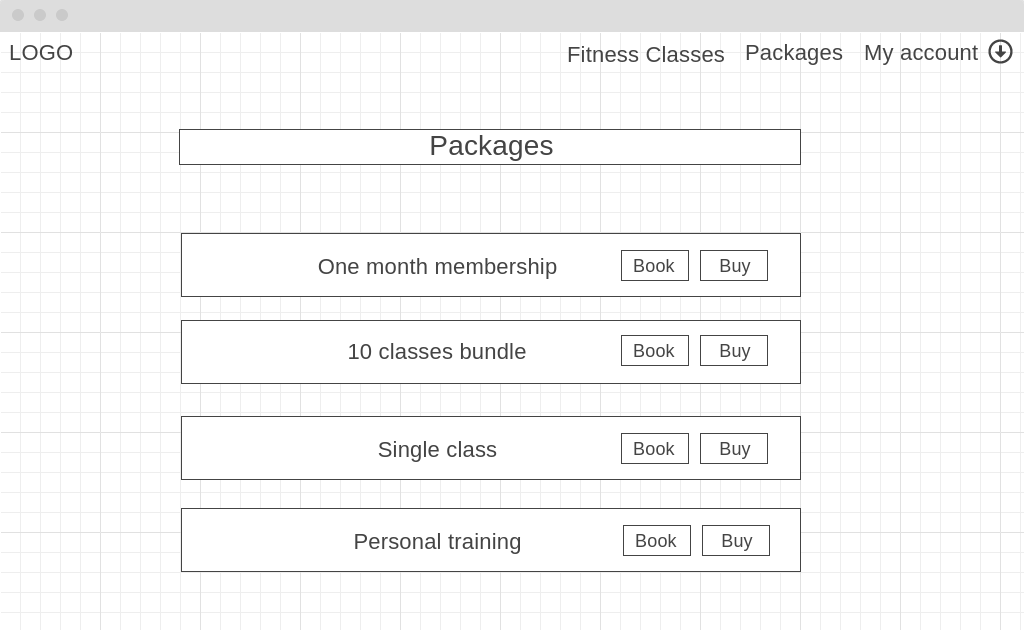 LOGO
Fitness Classes
Packages
My account
Packages
One month membership
Book
Buy
10 classes bundle
Book
Buy
Single class
Book
Buy
Personal training
Book
Buy